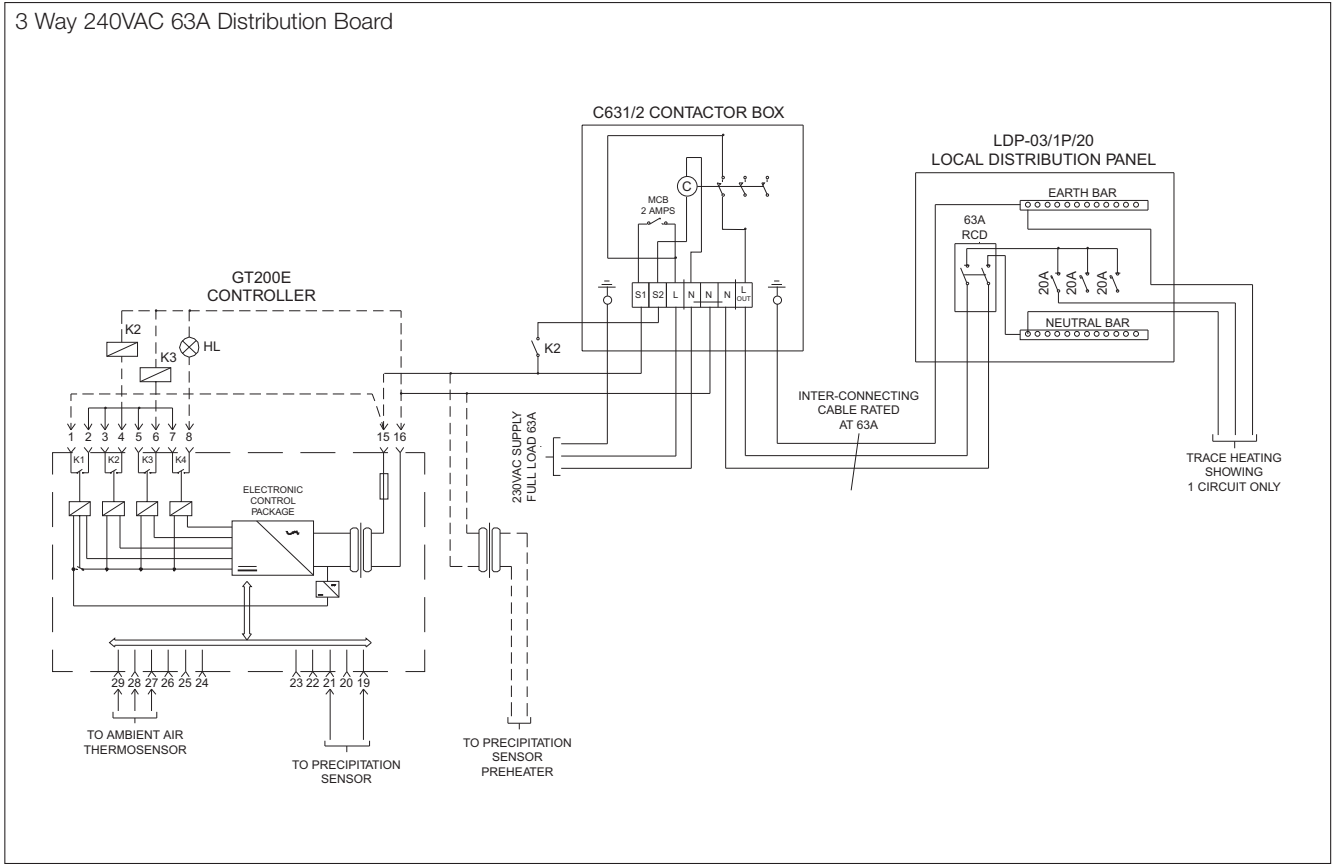 3 Way 240VAC 63A Distribution Board
C631/2 CONTACTOR BOX
C
MCB
2 AMPS
S1 S2 L N N N L
OUT
K2
LDP-03/1P/20
LOCAL DISTRIBUTION PANEL
EARTH BAR
63A
RCD
20A
20A
20A
NEUTRAL BAR
INTER-CONNECTING
CABLE RATED
AT 63A
TRACE HEATING
SHOWING
1 CIRCUIT ONLY
230VAC SUPPLY
FULL LOAD 63A
GT200E
CONTROLLER
K2
K3
HL
1 2 3 4 5 6 7 8 15 16
K1 K2 K3 K4
ELECTRONIC
CONTROL
PACKAGE
29 28 27 26 25 24 23 22 21 20 19
TO AMBIENT AIR
THERMOSENSOR
TO PRECIPITATION
SENSOR
TO PRECIPITATION
SENSOR
PREHEATER